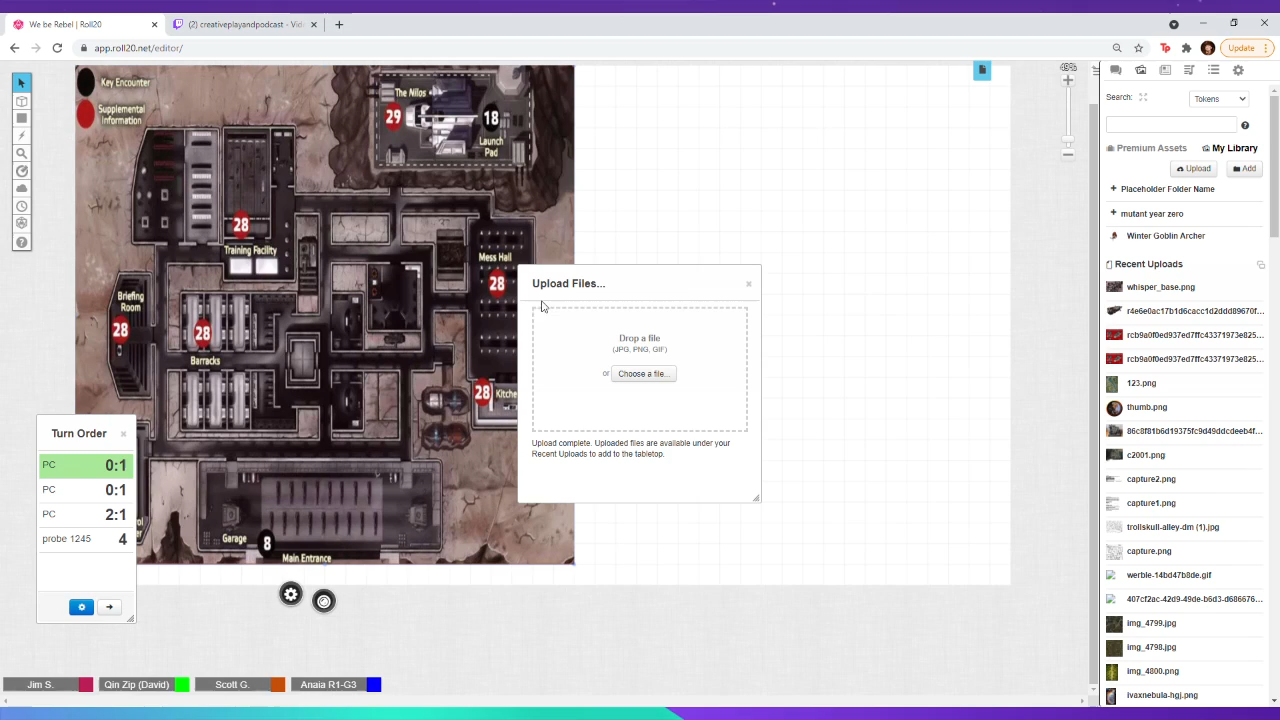 We be Rebel | Roll20
(2) creativeplayandpodcast - Vid
app.roll20.net/editor/
Update
49%
Key Encounter
Supplemental
Information
The Nilos
29
18
Launch
Pad
28
Training Facility
Mess Hall
28
Briefing
Room
28
28
Barracks
28
Kitche
Garage
8
Main Entrance
Upload Files...
Drop a file
(JPG, PNG, GIF)
or
Choose a file...
Upload complete. Uploaded files are available under your
Recent Uploads to add to the tabletop.
Turn Order
PC 0:1
PC 0:1
PC 2:1
probe 1245 4
Jim S.
Qin Zip (David)
Scott G.
Anaia R1-G3
Search:
Tokens
Premium Assets
My Library
Upload
Add
Placeholder Folder Name
mutant year zero
Winter Goblin Archer
Recent Uploads
whisper_base.png
r4e6e0ac17b1d6cacc1d2ddd89670f...
rcb9a0f0ed937ed7ffc43371973e825...
rcb9a0f0ed937ed7ffc43371973e825...
123.png
thumb.png
86c8f81b6d19375fc9d49ddcdeeb4f...
c2001.png
capture2.png
capture1.png
trollskull-alley-dm (1).jpg
capture.png
werble-14bd47b8de.gif
407cf2ac-42d9-49de-b6d3-d686676...
img_4799.jpg
img_4798.jpg
img_4800.png
ivaxnebula-hgj.png